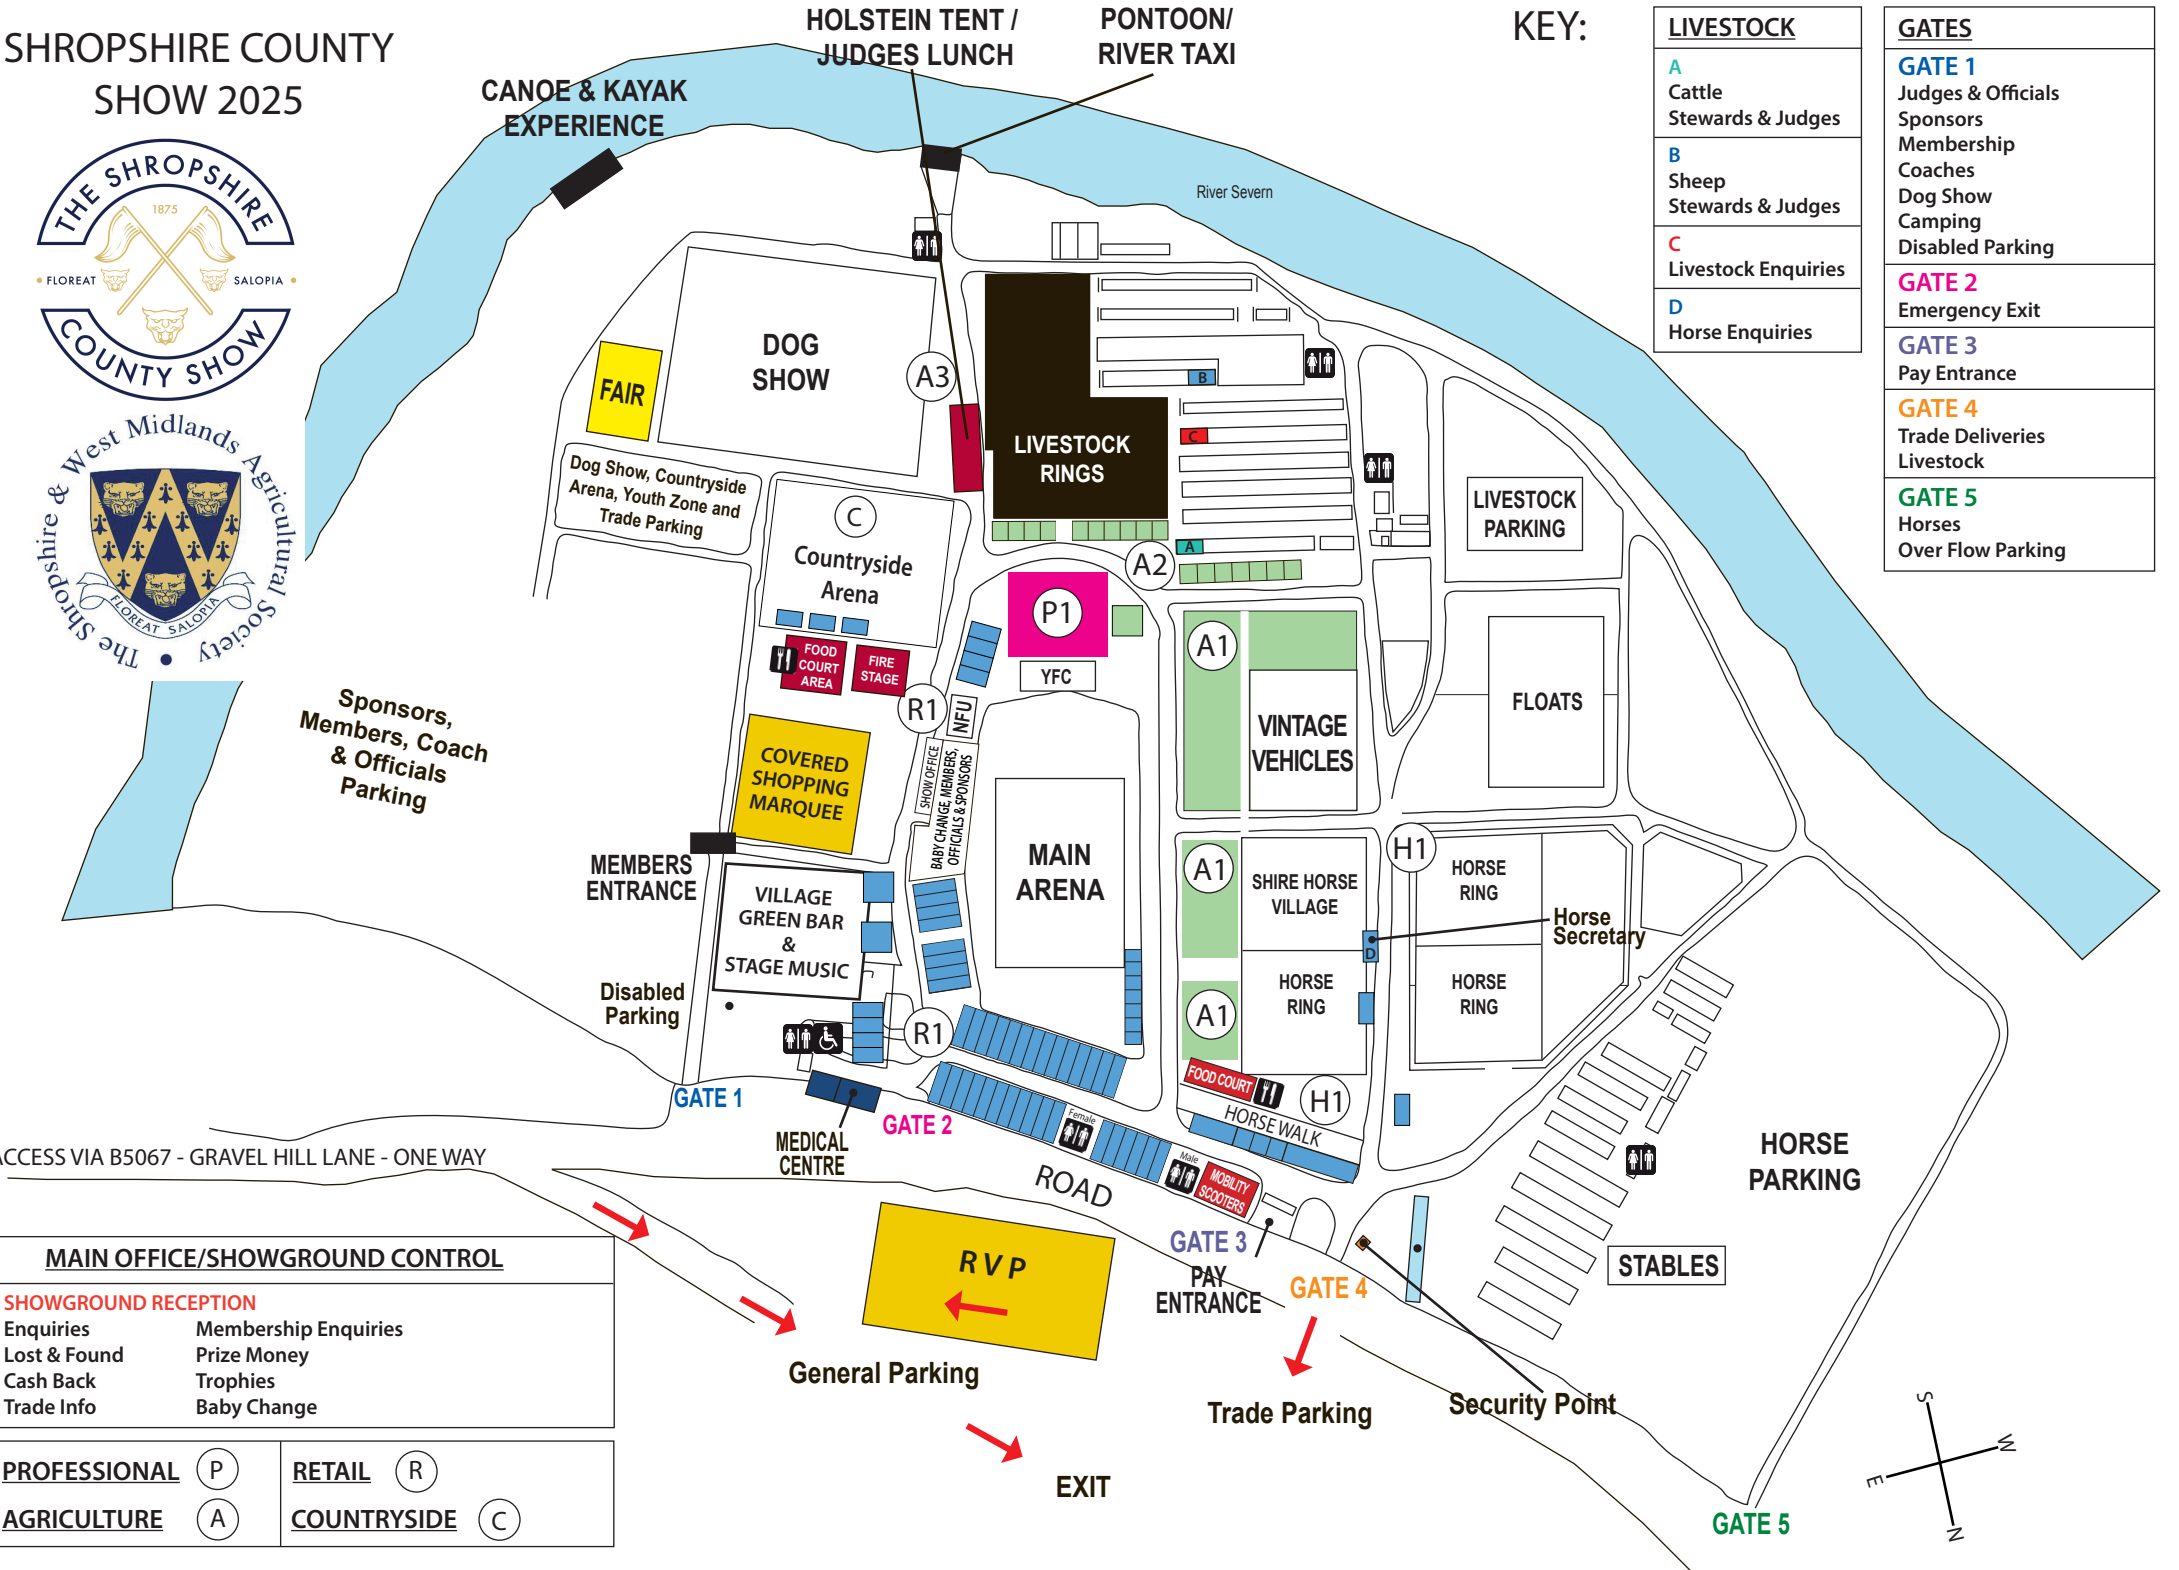 SHROPSHIRE COUNTY
SHOW 2025
THE SHROPSHIRE
1875
FLOREAT
SALOPIA
COUNTY SHOW
The Shropshire & West Midlands Agricultural Society
FLOREAT SALOPIA
HOLSTEIN TENT /
JUDGES LUNCH
PONTOON/
RIVER TAXI
CANOE & KAYAK
EXPERIENCE
River Severn
KEY:
LIVESTOCK
A
Cattle
Stewards & Judges
B
Sheep
Stewards & Judges
C
Livestock Enquiries
D
Horse Enquiries
GATES
GATE 1
Judges & Officials
Sponsors
Membership
Coaches
Dog Show
Camping
Disabled Parking
GATE 2
Emergency Exit
GATE 3
Pay Entrance
GATE 4
Trade Deliveries
Livestock
GATE 5
Horses
Over Flow Parking
DOG
SHOW
FAIR
A3
B
C
LIVESTOCK
RINGS
Dog Show, Countryside
Arena, Youth Zone and
Trade Parking
C
Countryside
Arena
A
A2
LIVESTOCK
PARKING
P1
YFC
A1
FOOD
COURT
AREA
FIRE
STAGE
R1
NFU
FLOATS
VINTAGE
VEHICLES
Sponsors,
Members, Coach
& Officials
Parking
COVERED
SHOPPING
MARQUEE
SHOW OFFICE
BABY CHANGE, MEMBERS,
OFFICIALS & SPONSORS
MAIN
ARENA
MEMBERS
ENTRANCE
VILLAGE
GREEN BAR
&
STAGE MUSIC
A1
SHIRE HORSE
VILLAGE
H1
HORSE
RING
Horse
Secretary
D
HORSE
RING
HORSE
RING
A1
Disabled
Parking
R1
FOOD COURT
H1
HORSE WALK
GATE 1
MEDICAL
CENTRE
GATE 2
Female
Male
MOBILITY
SCOOTERS
ROAD
GATE 3
PAY
ENTRANCE
GATE 4
HORSE
PARKING
STABLES
ACCESS VIA B5067 - GRAVEL HILL LANE - ONE WAY
R V P
General Parking
Trade Parking
Security Point
EXIT
GATE 5
S
W
E
N
MAIN OFFICE/SHOWGROUND CONTROL
SHOWGROUND RECEPTION
Enquiries Membership Enquiries
Lost & Found Prize Money
Cash Back Trophies
Trade Info Baby Change
PROFESSIONAL P RETAIL R
AGRICULTURE A COUNTRYSIDE C